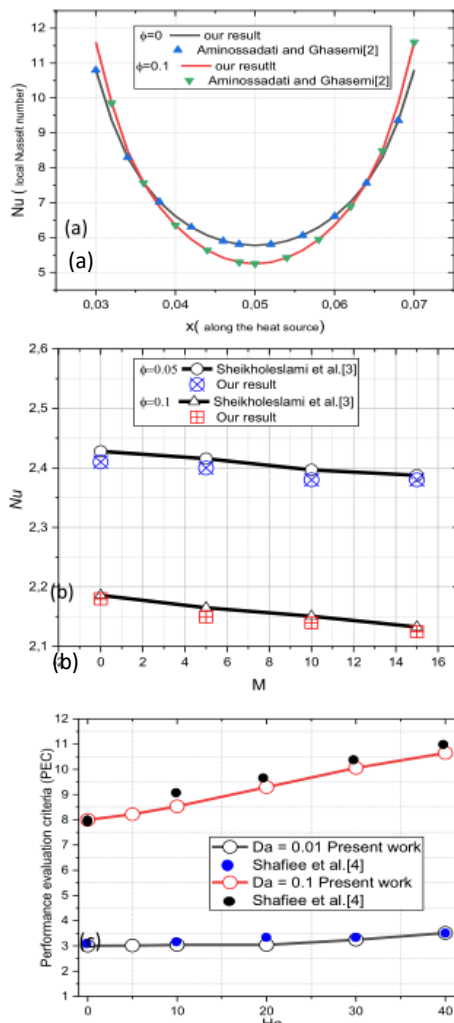 Nu ( local Nusselt number)
12
11
10
9
8
7
6
5
ϕ=0 our result
Aminossadati and Ghasemi[2]
ϕ=0.1 our resutlt
Aminossadati and Ghasemi[2]
(a)
(a)
0,03 0,04 0,05 0,06 0,07
x( along the heat source)
Nu
2,6
2,5
2,4
2,3
2,2
2,1
ϕ=0.05 Sheikholeslami et al.[3]
Our result
ϕ=0.1 Sheikholeslami et al.[3]
Our result
(b)
(b)
0 2 4 6 8 10 12 14 16
M
Performance evaluation criteria (PEC)
12
11
10
9
8
7
6
5
4
3
2
1
Da = 0.01 Present work
Shafiee et al.[4]
Da = 0.1 Present work
Shafiee et al.[4]
(c)
0 10 20 30 40